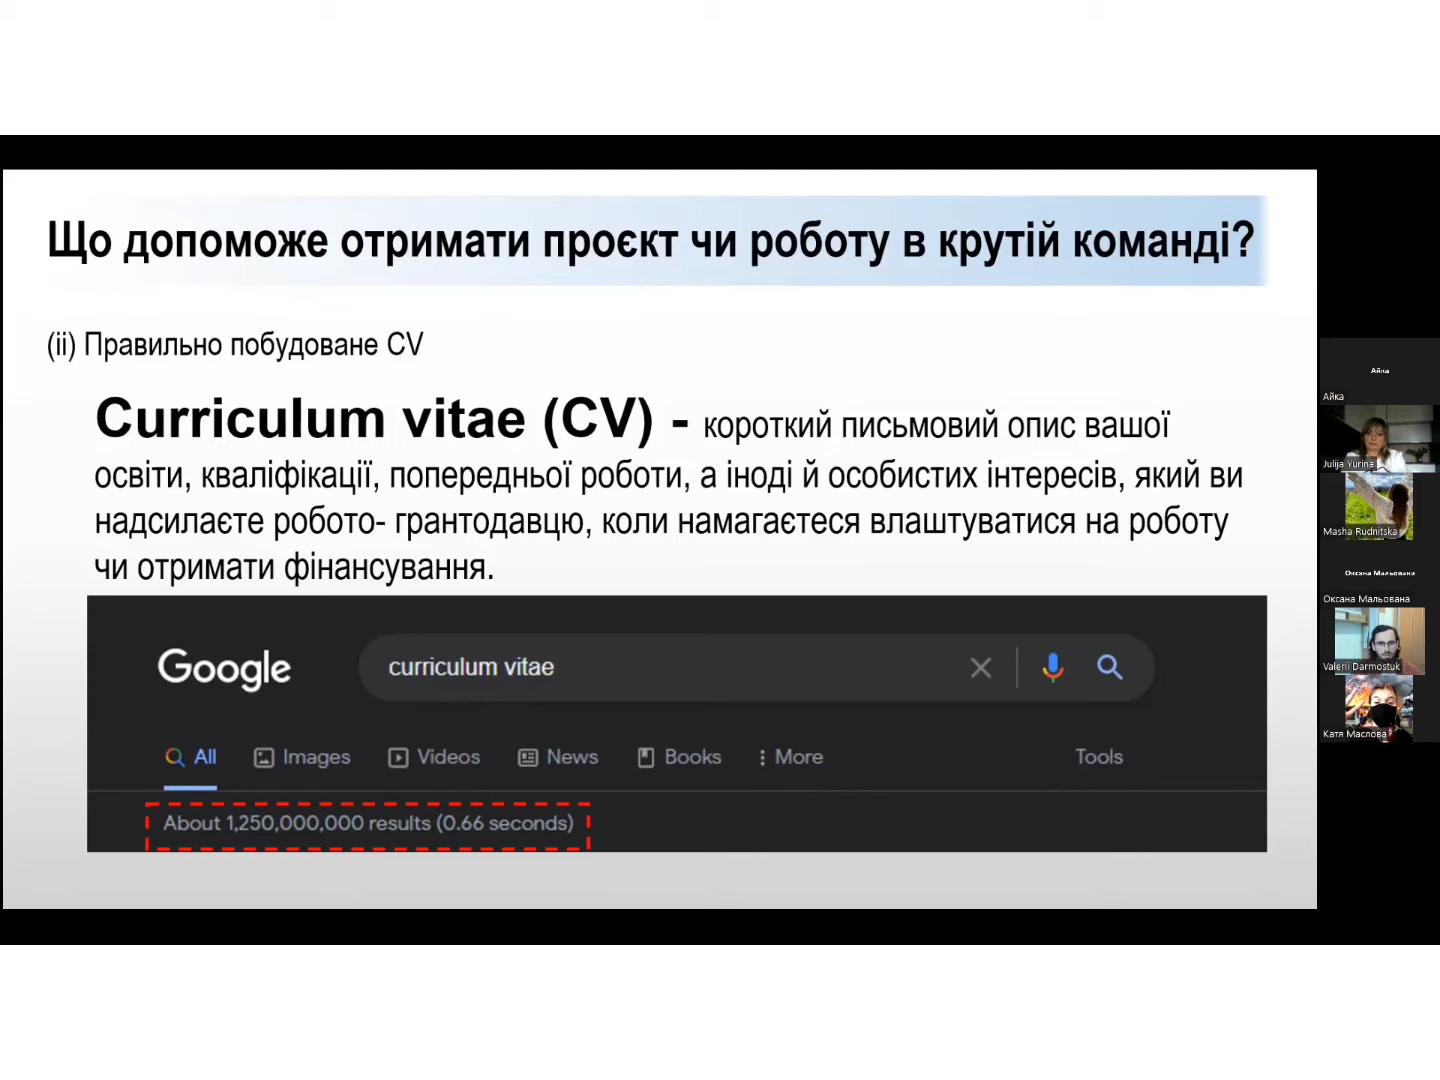 Що допоможе отримати проєкт чи роботу в крутій команді?
(ii) Правильно побудоване CV
Curriculum vitae (CV) - короткий письмовий опис вашої
освіти, кваліфікації, попередньої роботи, а іноді й особистих інтересів, який ви
надсилаєте робото- грантодавцю, коли намагаєтеся влаштуватися на роботу
чи отримати фінансування.
Google
curriculum vitae
All
Images
Videos
News
Books
More
Tools
About 1,250,000,000 results (0.66 seconds)
Айка
Айка
Julija Yurina
Masha Rudnitska
Оксана Мальована
Оксана Мальована
Valerii Darmostuk
Катя Маслова